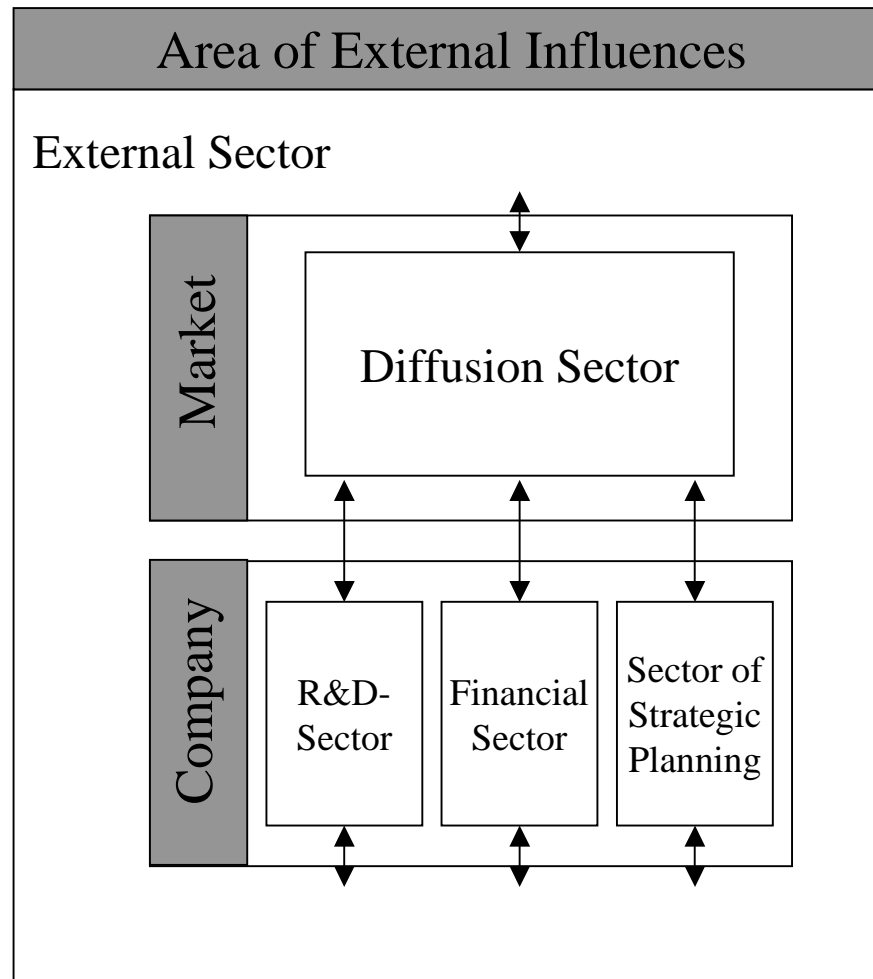 Area of External Influences
External Sector
Market
Diffusion Sector
Company
R&D-
Sector
Financial
Sector
Sector of
Strategic
Planning